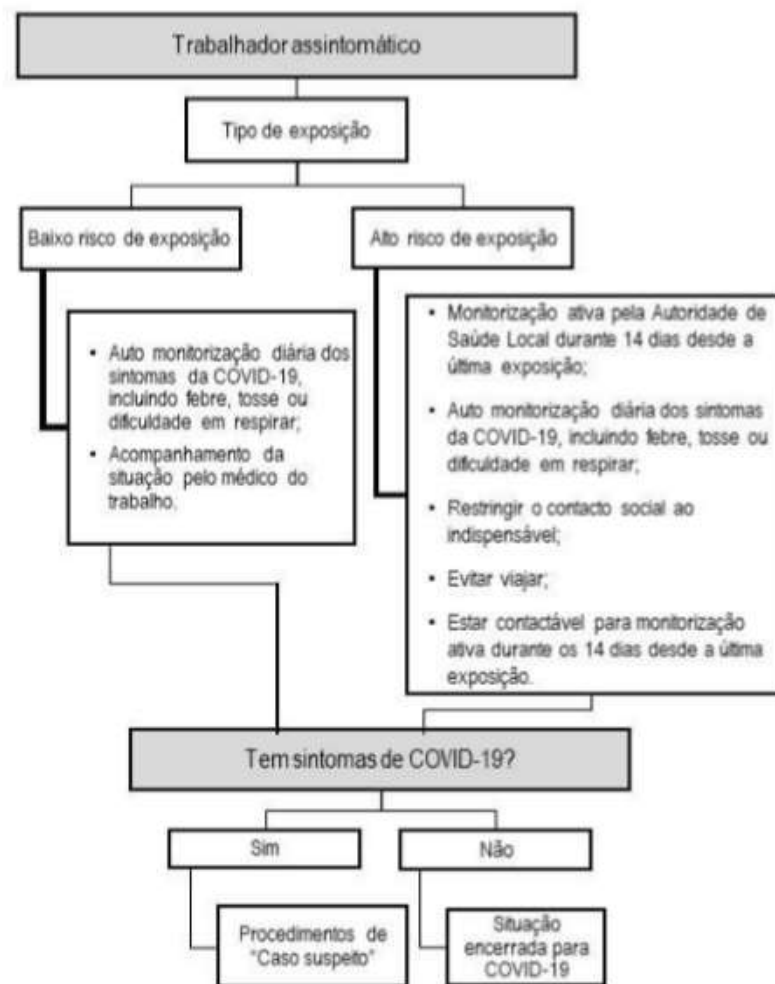 Trabalhador assintomático
Tipo de exposição
Baixo risco de exposição
Alto risco de exposição
• Auto monitorização diária dos
sintomas da COVID-19,
incluindo febre, tosse ou
dificuldade em respirar;
• Acompanhamento da
situação pelo médico do
trabalho.
• Monitorização ativa pela Autoridade de
Saúde Local durante 14 dias desde a
última exposição;
• Auto monitorização diária dos sintomas
da COVID-19, incluindo febre, tosse ou
dificuldade em respirar;
• Restringir o contacto social ao
indispensável;
• Evitar viajar;
• Estar contactável para monitorização
ativa durante os 14 dias desde a última
exposição.
Tem sintomas de COVID-19?
Sim
Não
Procedimentos de
"Caso suspeito"
Situação
encerrada para
COVID-19